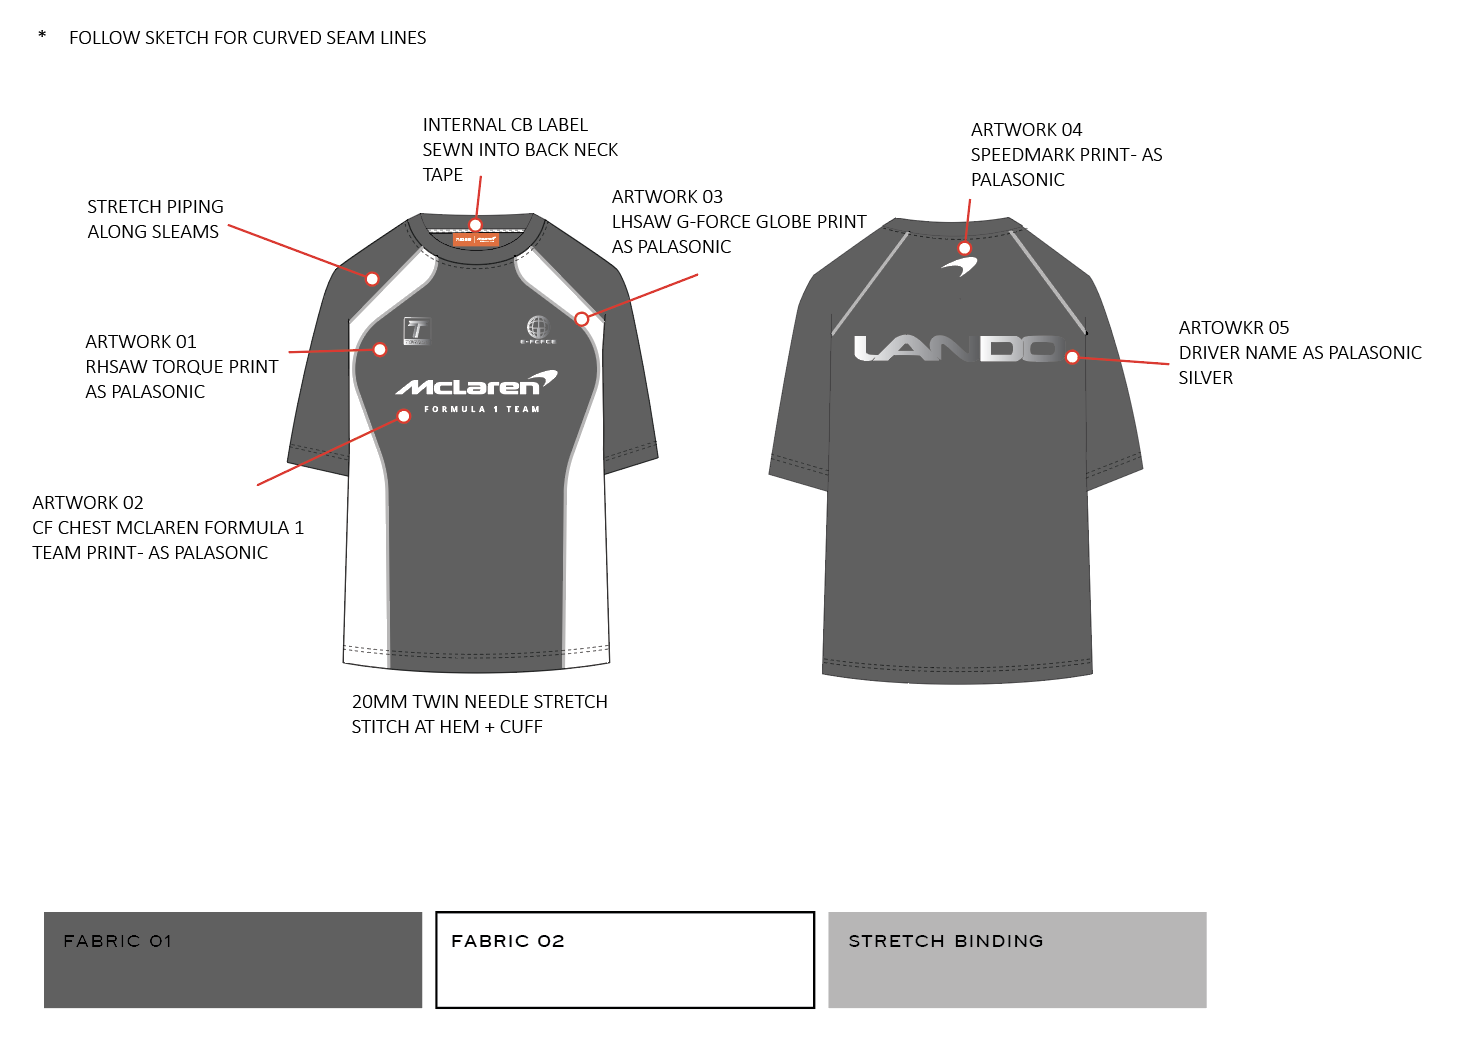 * FOLLOW SKETCH FOR CURVED SEAM LINES
INTERNAL CB LABEL
SEWN INTO BACK NECK
TAPE
ARTWORK 04
SPEEDMARK PRINT- AS
PALASONIC
STRETCH PIPING
ALONG SLEAMS
ARTWORK 03
LHSAW G-FORCE GLOBE PRINT
AS PALASONIC
ARTWORK 01
RHSAW TORQUE PRINT
AS PALASONIC
T
G-FCFCE
McLaren
FORMULA 1 TEAM
LANDO
ARTOWKR 05
DRIVER NAME AS PALASONIC
SILVER
ARTWORK 02
CF CHEST MCLAREN FORMULA 1
TEAM PRINT- AS PALASONIC
20MM TWIN NEEDLE STRETCH
STITCH AT HEM + CUFF
FABRIC 01
FABRIC 02
STRETCH BINDING